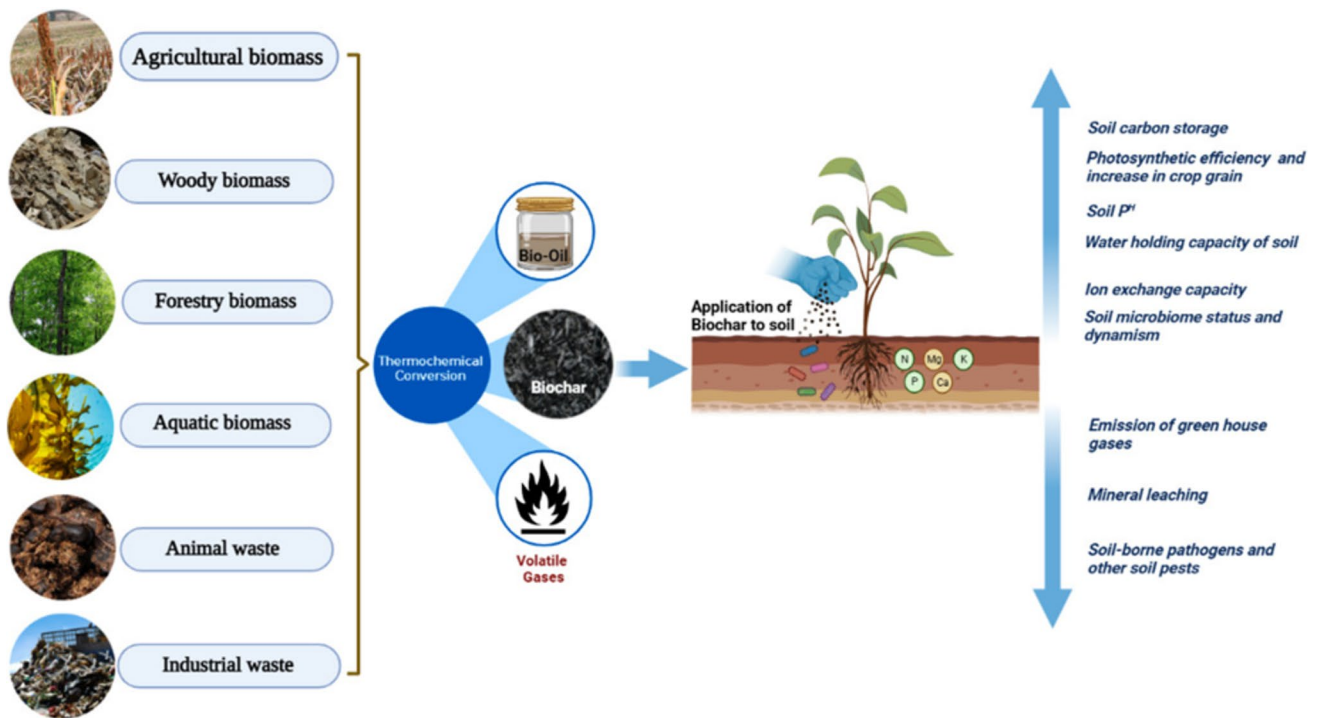 Agricultural biomass
Woody biomass
Forestry biomass
Aquatic biomass
Animal waste
Industrial waste
Thermochemical
Conversion
Bio-Oil
Biochar
Volatile
Gases
Application of
Biochar to soil
N
Mg
K
P
Ca
Soil carbon storage
Photosynthetic efficiency and
increase in crop grain
Soil Pᴴ
Water holding capacity of soil
Ion exchange capacity
Soil microbiome status and
dynamism
Emission of green house
gases
Mineral leaching
Soil-borne pathogens and
other soil pests